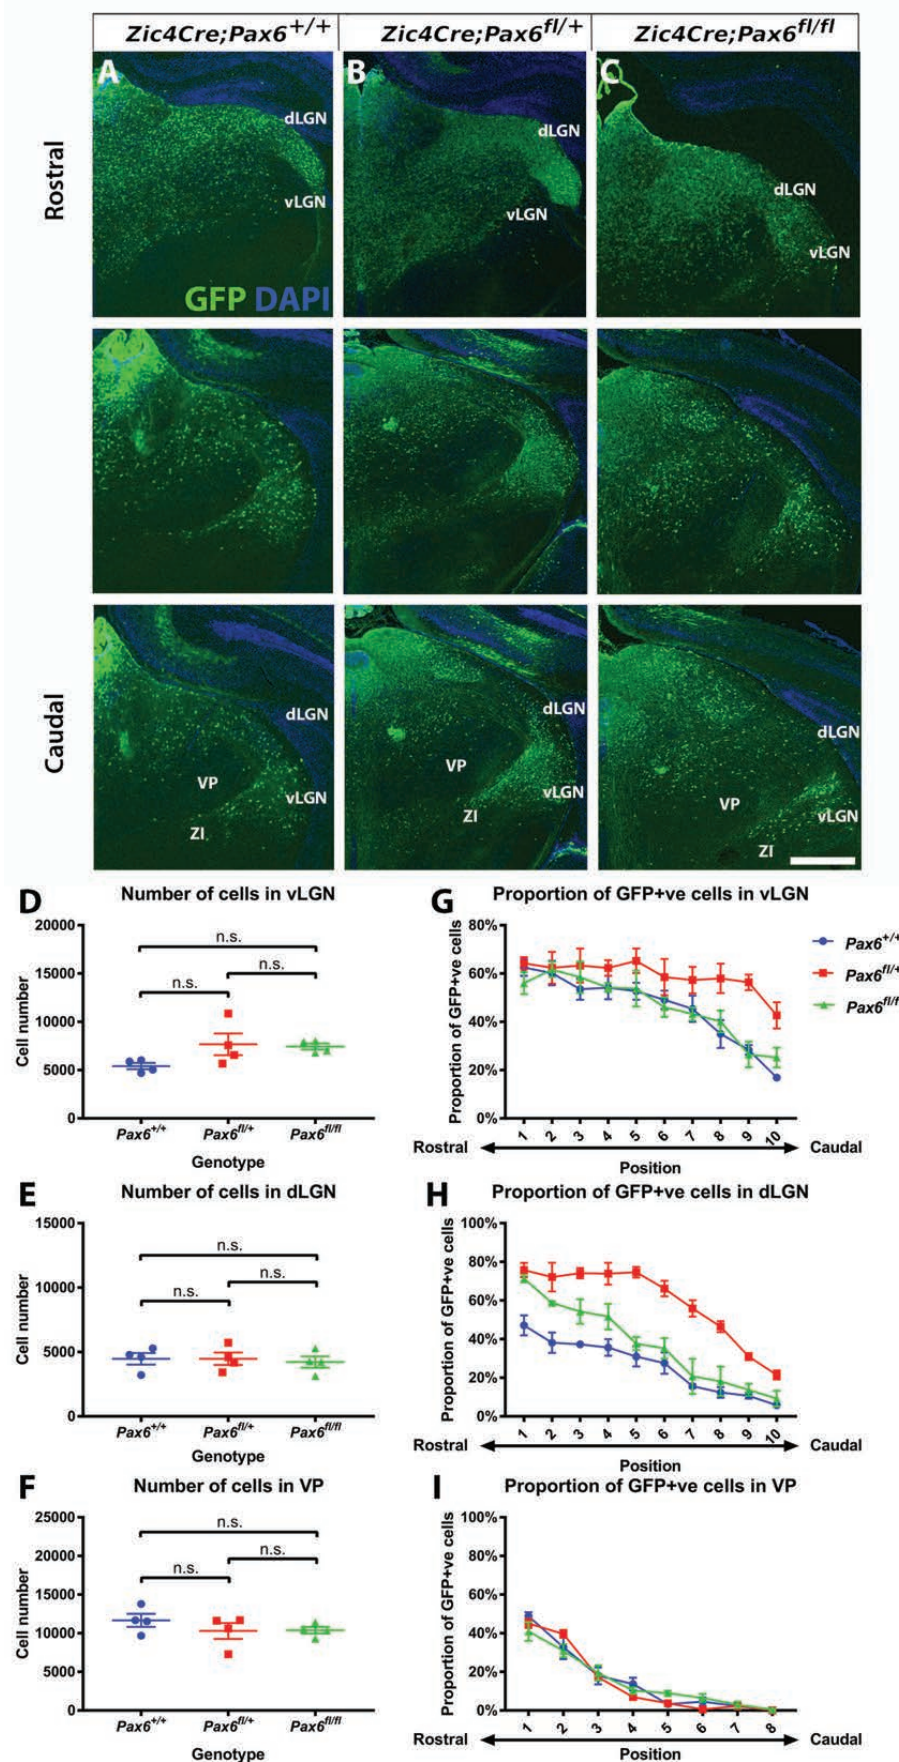 Zic4Cre;Pax6+/+ Zic4Cre;Pax6fl/+ Zic4Cre;Pax6fl/fl
Rostral
A
dLGN
vLGN
GFP DAPI
B
dLGN
vLGN
C
dLGN
vLGN
Caudal
dLGN
VP
vLGN
ZI
dLGN
VP
vLGN
ZI
dLGN
VP
vLGN
ZI
D
Number of cells in vLGN
Cell number
20000
15000
10000
5000
0
n.s.
n.s.
n.s.
Pax6+/+ Pax6fl/+ Pax6fl/fl
Genotype
G
Proportion of GFP+ve cells in vLGN
Proportion of GFP+ve cells
80%
60%
40%
20%
0%
Pax6+/+
Pax6fl/+
Pax6fl/fl
1 2 3 4 5 6 7 8 9 10
Rostral Caudal
Position
E
Number of cells in dLGN
Cell number
15000
10000
5000
0
n.s.
n.s.
n.s.
Pax6+/+ Pax6fl/+ Pax6fl/fl
Genotype
H
Proportion of GFP+ve cells in dLGN
Proportion of GFP+ve cells
100%
80%
60%
40%
20%
0%
1 2 3 4 5 6 7 8 9 10
Rostral Caudal
Position
F
Number of cells in VP
Cell number
25000
20000
15000
10000
5000
0
n.s.
n.s.
n.s.
Pax6+/+ Pax6fl/+ Pax6fl/fl
Genotype
I
Proportion of GFP+ve cells in VP
Proportion of GFP+ve cells
100%
80%
60%
40%
20%
0%
1 2 3 4 5 6 7 8
Rostral Caudal
Position